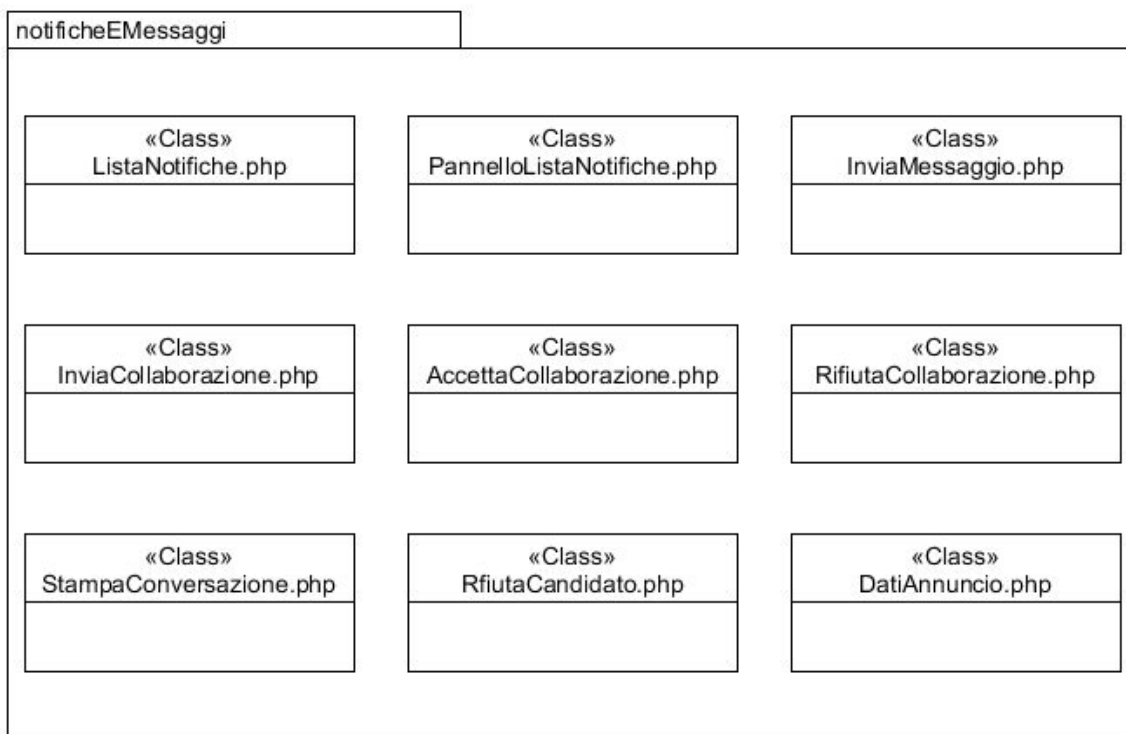 notificheEMessaggi
«Class»
ListaNotifiche.php
«Class»
PannelloListaNotifiche.php
«Class»
InviaMessaggio.php
«Class»
InviaCollaborazione.php
«Class»
AccettaCollaborazione.php
«Class»
RifiutaCollaborazione.php
«Class»
StampaConversazione.php
«Class»
RfiutaCandidato.php
«Class»
DatiAnnuncio.php